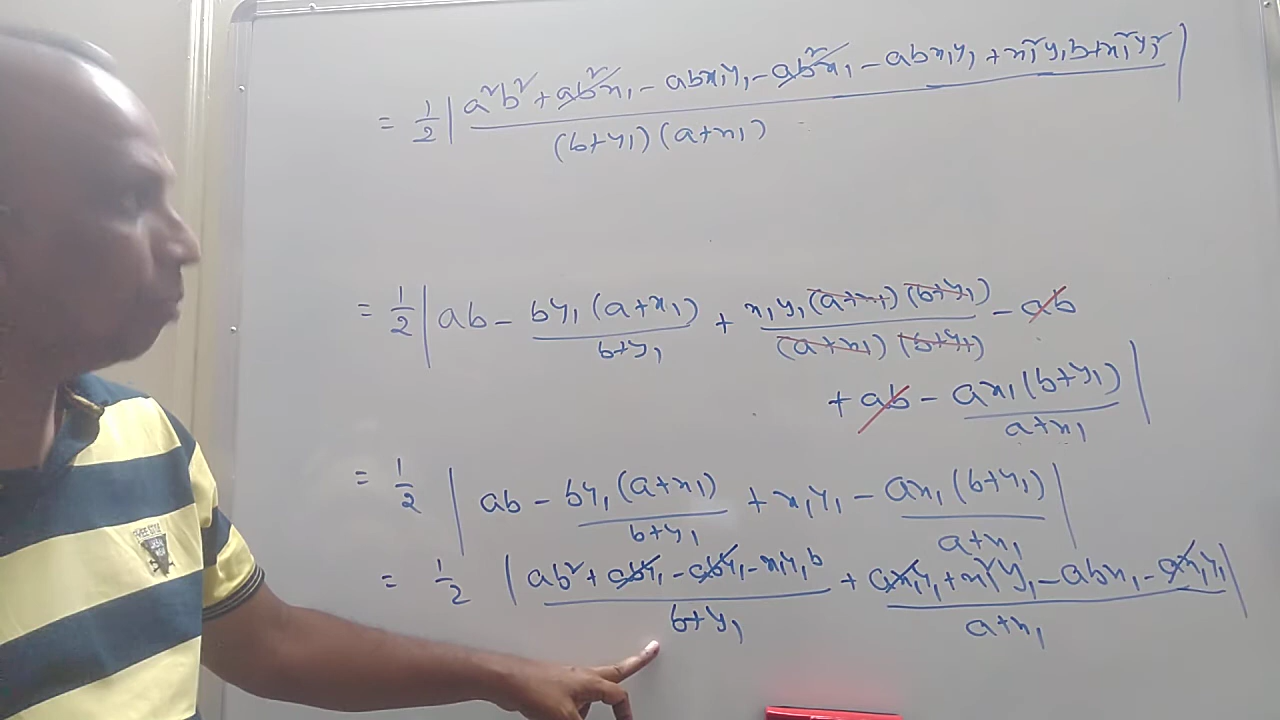 = 1/2 | (a²b² + ab²x₁ - abx₁y₁ - ab²x₁ - abx₁y₁ + x₁²y₁b + x₁²y₁²) / ((b+y₁)(a+x₁)) |
= 1/2 | ab - by₁(a+x₁)/(b+y₁) + x₁y₁(a+x₁)(b+y₁)/((a+x₁)(b+y₁)) - ab
+ ab - ax₁(b+y₁)/(a+x₁) |
= 1/2 | ab - by₁(a+x₁)/(b+y₁) + x₁y₁ - ax₁(b+y₁)/(a+x₁) |
= 1/2 | (ab² + aby₁ - aby₁ - x₁y₁b)/(b+y₁) + (ax₁y₁ + x₁²y₁ - abx₁ - ax₁y₁)/(a+x₁) |